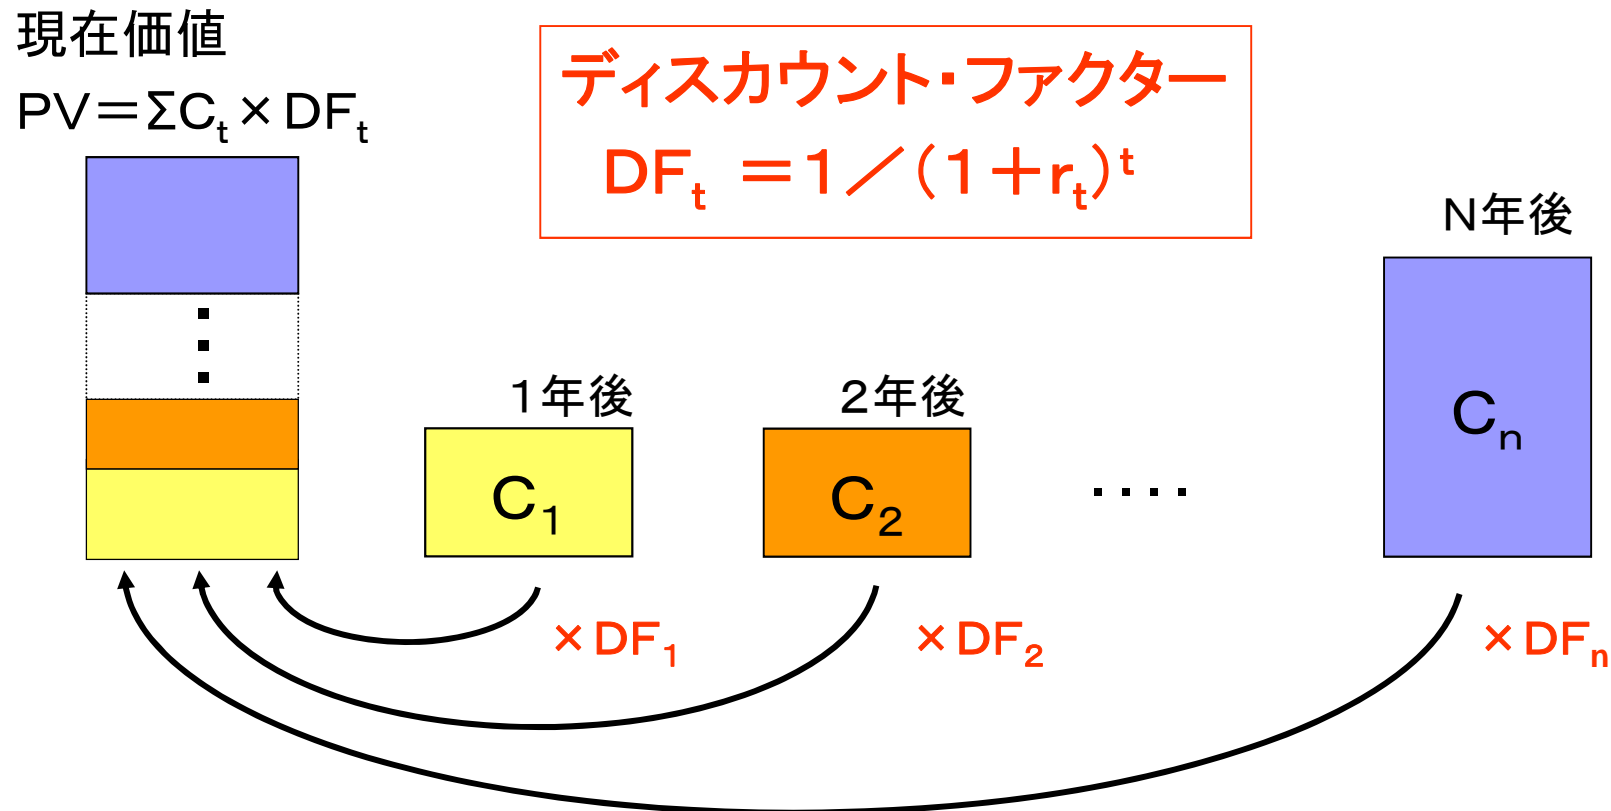 現在価値
PV＝ΣCt×DFt
ディスカウント・ファクター
DFt ＝1／(1＋rt)t
N年後
Cn
1年後
2年後
C1
C2
・・・・
×DF1
×DF2
×DFn